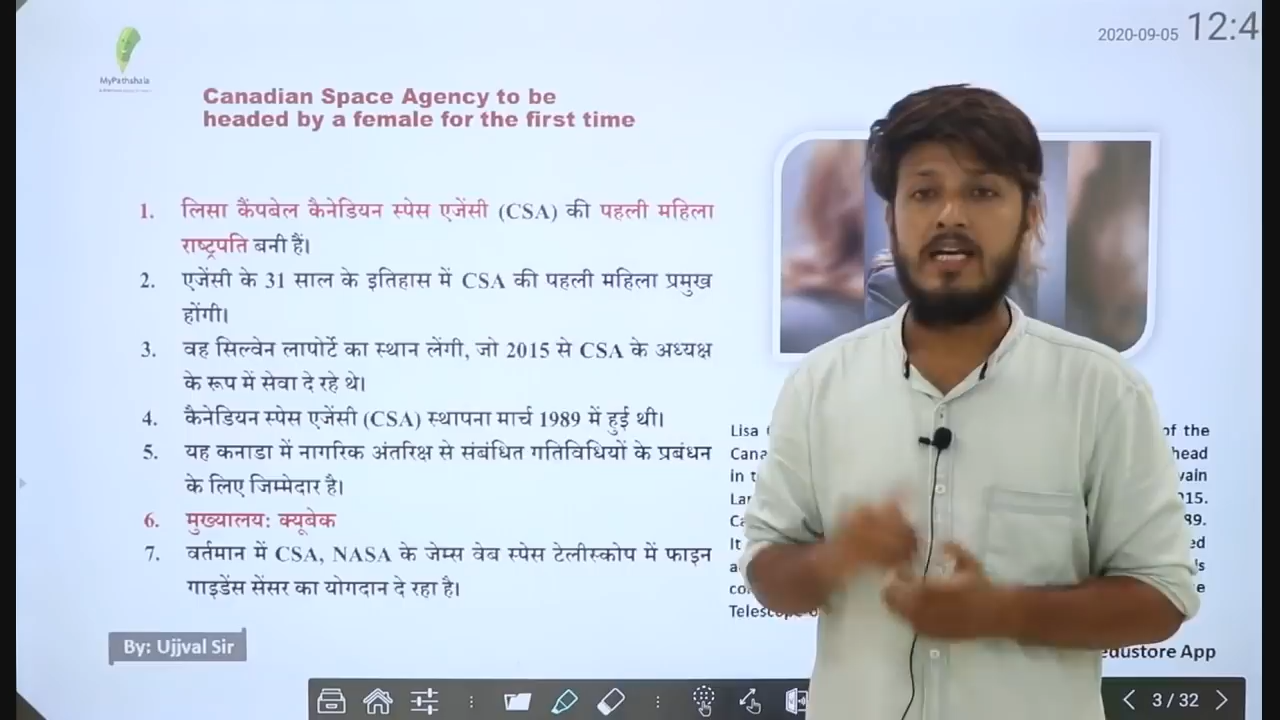 MyPathshala
2020-09-05 12:4
Canadian Space Agency to be
headed by a female for the first time
1. लिसा कैंपबेल कैनेडियन स्पेस एजेंसी (CSA) की पहली महिला
राष्ट्रपति बनी हैं।
2. एजेंसी के 31 साल के इतिहास में CSA की पहली महिला प्रमुख
होंगी।
3. वह सिल्वेन लापोर्टे का स्थान लेंगी, जो 2015 से CSA के अध्यक्ष
के रूप में सेवा दे रहे थे।
4. कैनेडियन स्पेस एजेंसी (CSA) स्थापना मार्च 1989 में हुई थी।
5. यह कनाडा में नागरिक अंतरिक्ष से संबंधित गतिविधियों के प्रबंधन
के लिए जिम्मेदार है।
6. मुख्यालय: क्यूबेक
7. वर्तमान में CSA, NASA के जेम्स वेब स्पेस टेलीस्कोप में फाइन
गाइडेंस सेंसर का योगदान दे रहा है।
Lisa of the
Cana head
in t vain
Lap 015.
Ca 89.
It ed
Telescope
By: Ujjval Sir
edustore App
3 / 32